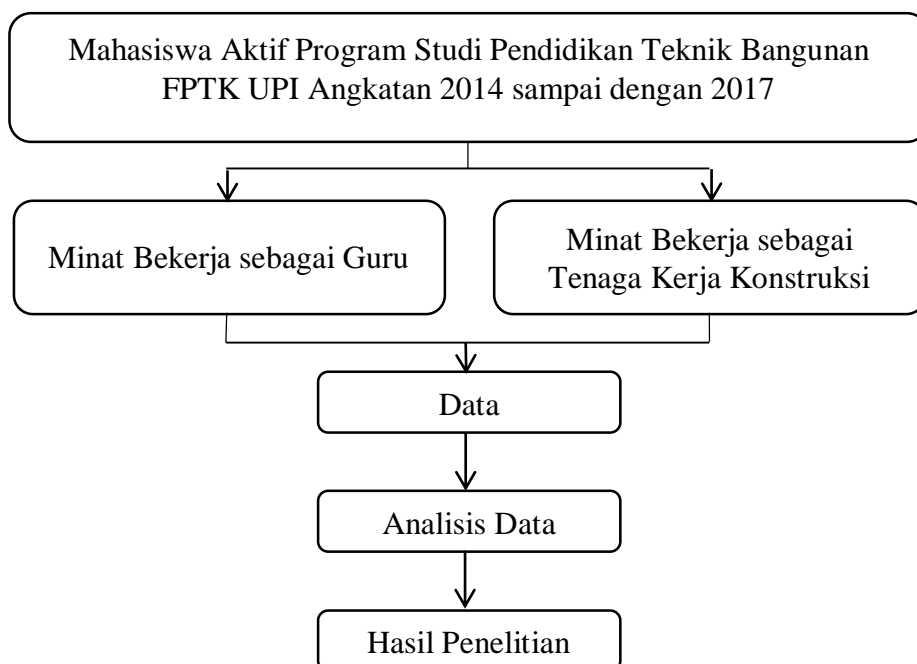 Mahasiswa Aktif Program Studi Pendidikan Teknik Bangunan
FPTK UPI Angkatan 2014 sampai dengan 2017
Minat Bekerja sebagai Guru
Minat Bekerja sebagai
Tenaga Kerja Konstruksi
Data
Analisis Data
Hasil Penelitian